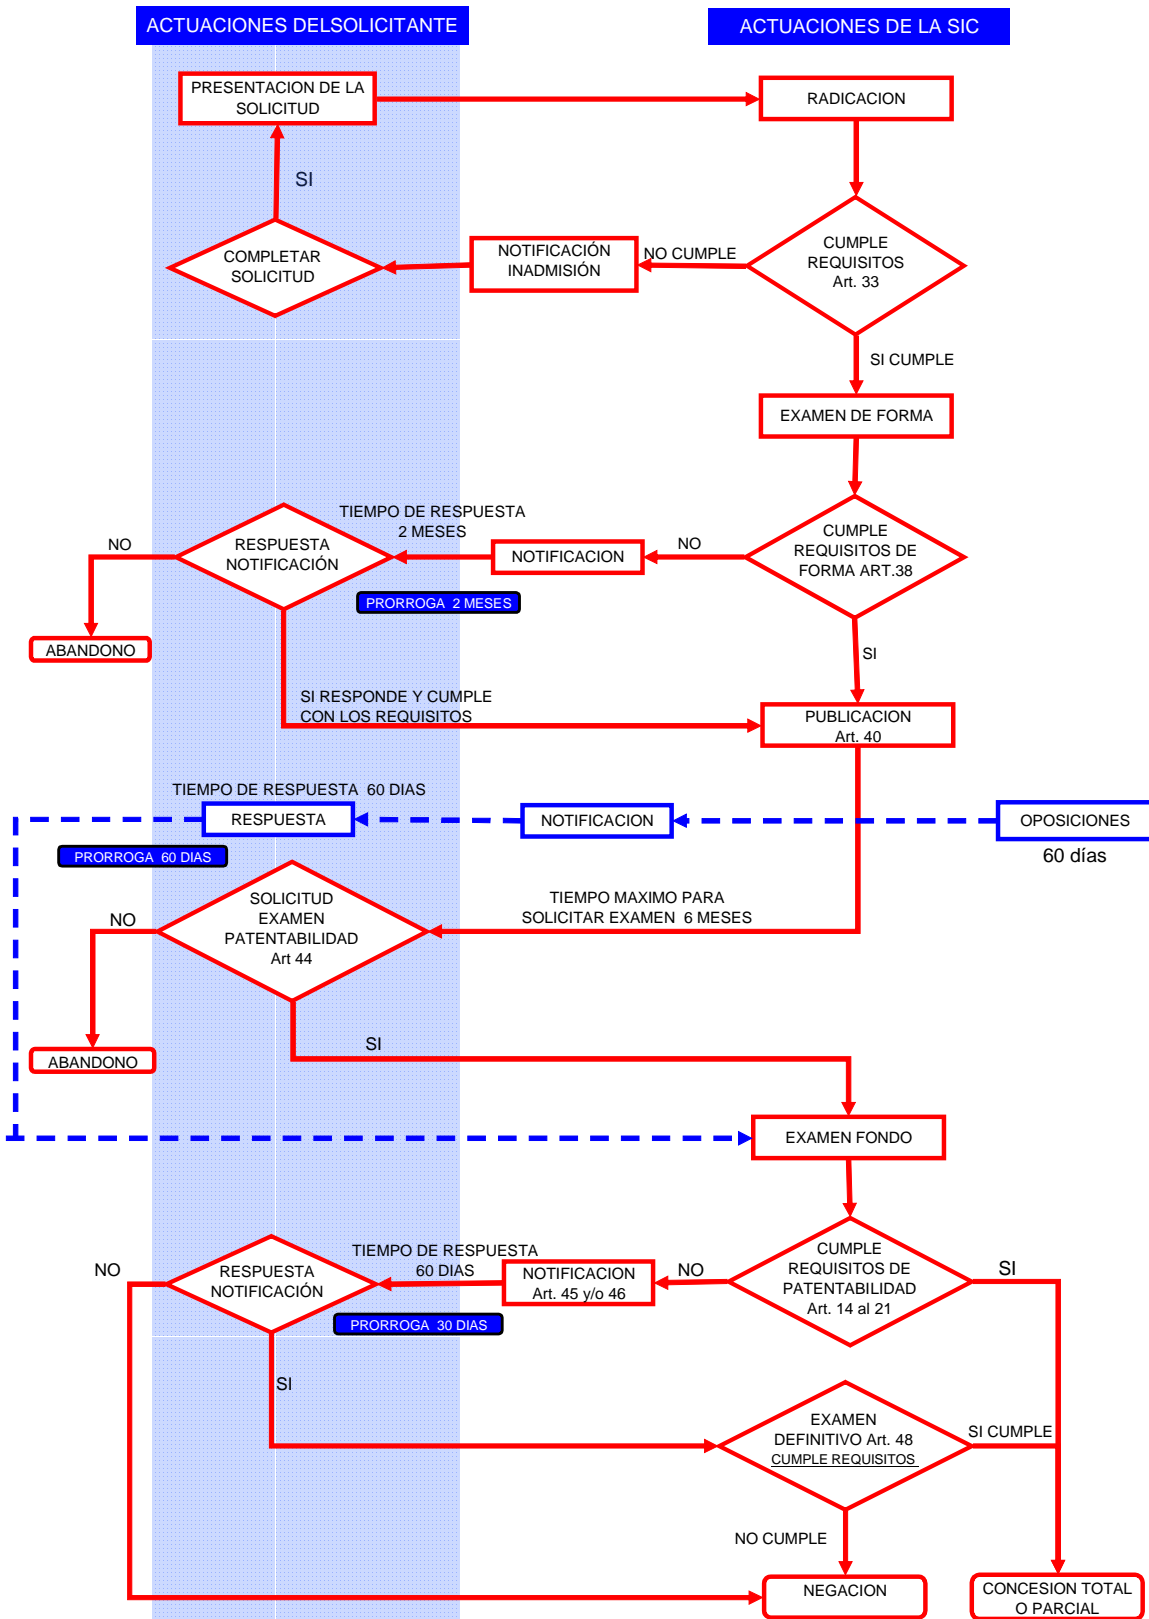 ACTUACIONES DELSOLICITANTE
ACTUACIONES DE LA SIC
PRESENTACION DE LA
SOLICITUD
RADICACION
SI
COMPLETAR
SOLICITUD
NOTIFICACIÓN
INADMISIÓN
NO CUMPLE
CUMPLE
REQUISITOS
Art. 33
SI CUMPLE
EXAMEN DE FORMA
TIEMPO DE RESPUESTA
2 MESES
NO
RESPUESTA
NOTIFICACIÓN
NOTIFICACION
NO
CUMPLE
REQUISITOS DE
FORMA ART.38
PRORROGA 2 MESES
ABANDONO
SI
SI RESPONDE Y CUMPLE
CON LOS REQUISITOS
PUBLICACION
Art. 40
TIEMPO DE RESPUESTA 60 DIAS
RESPUESTA
NOTIFICACION
OPOSICIONES
60 días
PRORROGA 60 DIAS
TIEMPO MAXIMO PARA
SOLICITAR EXAMEN 6 MESES
NO
SOLICITUD
EXAMEN
PATENTABILIDAD
Art 44
SI
ABANDONO
EXAMEN FONDO
TIEMPO DE RESPUESTA
60 DIAS
NO
RESPUESTA
NOTIFICACIÓN
NOTIFICACION
Art. 45 y/o 46
NO
CUMPLE
REQUISITOS DE
PATENTABILIDAD
Art. 14 al 21
SI
PRORROGA 30 DIAS
SI
EXAMEN
DEFINITIVO Art. 48
CUMPLE REQUISITOS
SI CUMPLE
NO CUMPLE
NEGACION
CONCESION TOTAL
O PARCIAL